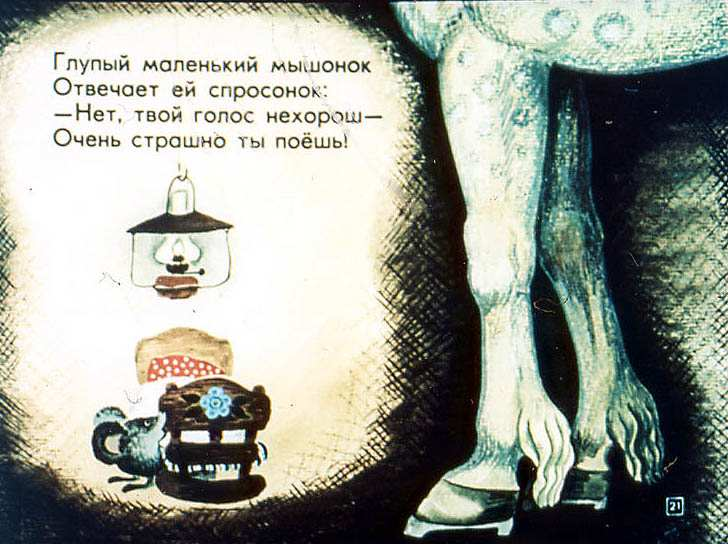 Глупый маленький мышонок
Отвечает ей спросонок:
—Нет, твой голос нехорош—
Очень страшно ты поёшь!
21